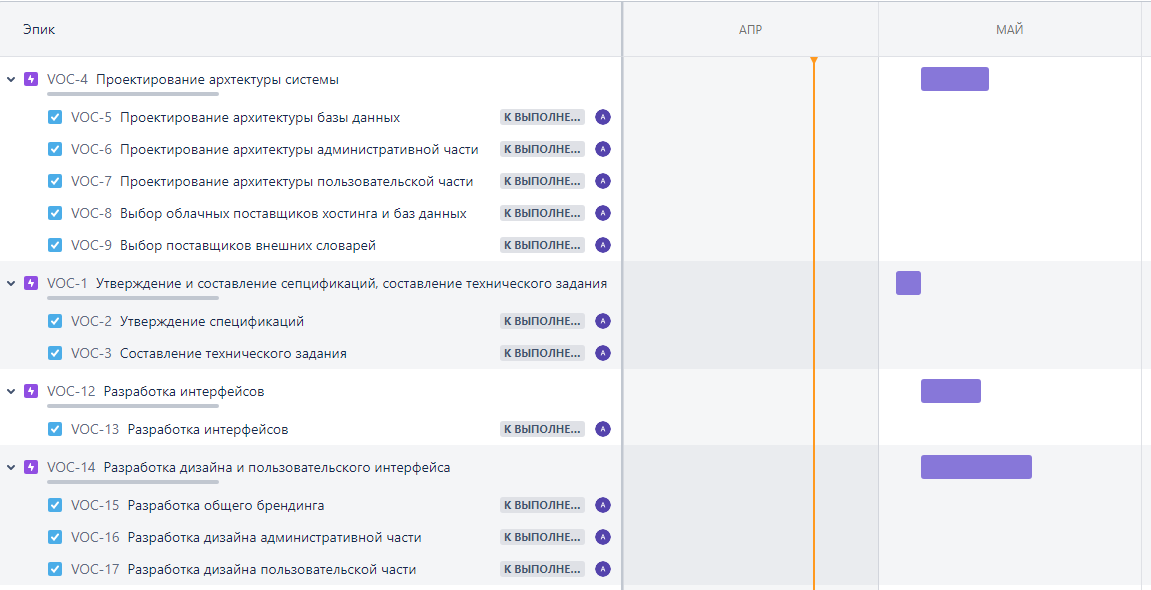 Эпик
АПР
МАЙ
VOC-4 Проектирование архтектуры системы
VOC-5 Проектирование архитектуры базы данных К ВЫПОЛНЕ... A
VOC-6 Проектирование архитектуры административной части К ВЫПОЛНЕ... A
VOC-7 Проектирование архитектуры пользовательской части К ВЫПОЛНЕ... A
VOC-8 Выбор облачных поставщиков хостинга и баз данных К ВЫПОЛНЕ... A
VOC-9 Выбор поставщиков внешних словарей К ВЫПОЛНЕ... A
VOC-1 Утверждение и составление сепцификаций, составление технического задания
VOC-2 Утверждение спецификаций К ВЫПОЛНЕ... A
VOC-3 Составление технического задания К ВЫПОЛНЕ... A
VOC-12 Разработка интерфейсов
VOC-13 Разработка интерфейсов К ВЫПОЛНЕ... A
VOC-14 Разработка дизайна и пользовательского интерфейса
VOC-15 Разработка общего брендинга К ВЫПОЛНЕ... A
VOC-16 Разработка дизайна административной части К ВЫПОЛНЕ... A
VOC-17 Разработка дизайна пользовательской части К ВЫПОЛНЕ... A